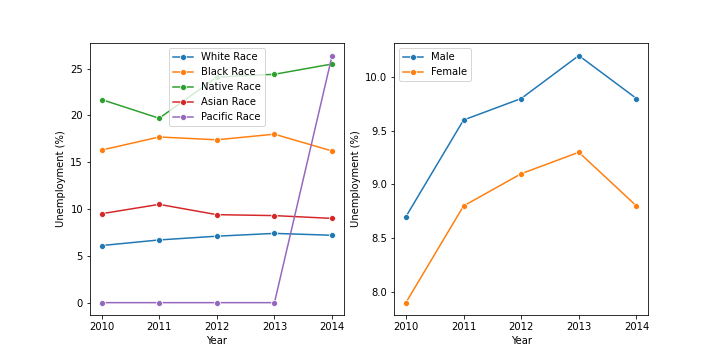 White Race
Black Race
Native Race
Asian Race
Pacific Race
Unemployment (%)
25
20
15
10
5
0
2010 2011 2012 2013 2014
Year
Male
Female
Unemployment (%)
10.0
9.5
9.0
8.5
8.0
2010 2011 2012 2013 2014
Year